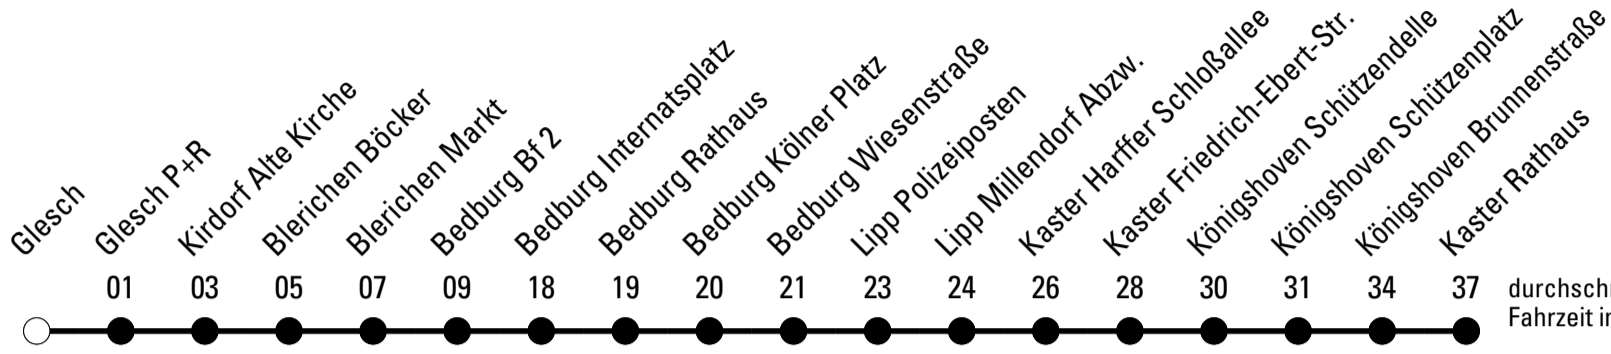 Glesch
Glesch P+R
Kirdorf Alte Kirche
Blerichen Böcker
Blerichen Markt
Bedburg Bf 2
Bedburg Internatsplatz
Bedburg Rathaus
Bedburg Kölner Platz
Bedburg Wiesenstraße
Lipp Polizeiposten
Lipp Millendorf Abzw.
Kaster Harffer Schloßallee
Kaster Friedrich-Ebert-Str.
Königshoven Schützendelle
Königshoven Schützenplatz
Königshoven Brunnenstraße
Kaster Rathaus
01 03 05 07 09 18 19 20 21 23 24 26 28 30 31 34 37
Fahrzeit